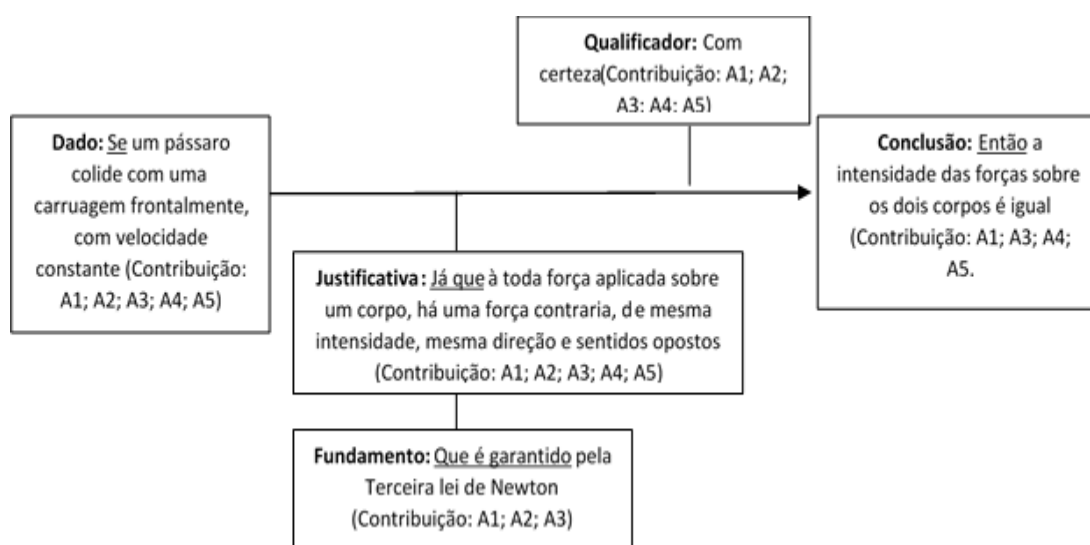 Qualificador: Com
certeza(Contribuição: A1; A2;
A3; A4; A5)
Dado: Se um pássaro
colide com uma
carruagem frontalmente,
com velocidade
constante (Contribuição:
A1; A2; A3; A4; A5)
Conclusão: Então a
intensidade das forças sobre
os dois corpos é igual
(Contribuição: A1; A3; A4;
A5.
Justificativa: Já que à toda força aplicada sobre
um corpo, há uma força contraria, de mesma
intensidade, mesma direção e sentidos opostos
(Contribuição: A1; A2; A3; A4; A5)
Fundamento: Que é garantido pela
Terceira lei de Newton
(Contribuição: A1; A2; A3)